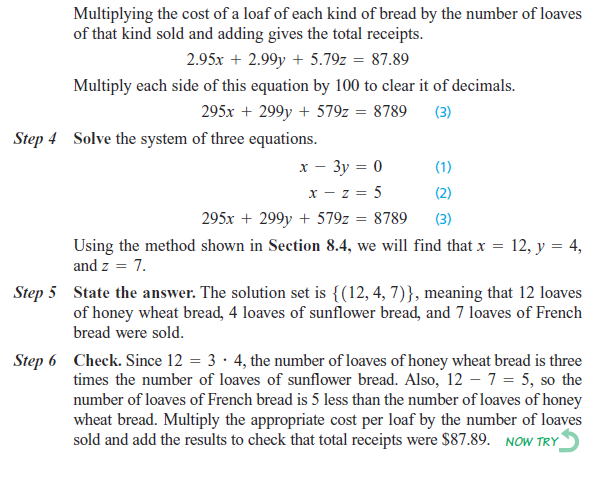 Multiplying the cost of a loaf of each kind of bread by the number of loaves
of that kind sold and adding gives the total receipts.
2.95x + 2.99y + 5.79z = 87.89
Multiply each side of this equation by 100 to clear it of decimals.
295x + 299y + 579z = 8789 (3)
Step 4 Solve the system of three equations.
x − 3y = 0 (1)
x − z = 5 (2)
295x + 299y + 579z = 8789 (3)
Using the method shown in Section 8.4, we will find that x = 12, y = 4,
and z = 7.
Step 5 State the answer. The solution set is {(12, 4, 7)}, meaning that 12 loaves
of honey wheat bread, 4 loaves of sunflower bread, and 7 loaves of French
bread were sold.
Step 6 Check. Since 12 = 3 · 4, the number of loaves of honey wheat bread is three
times the number of loaves of sunflower bread. Also, 12 − 7 = 5, so the
number of loaves of French bread is 5 less than the number of loaves of honey
wheat bread. Multiply the appropriate cost per loaf by the number of loaves
sold and add the results to check that total receipts were $87.89. NOW TRY